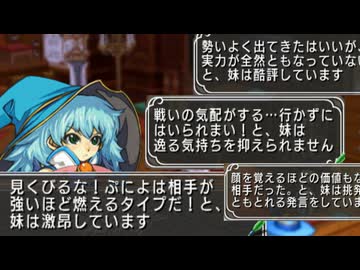 勢いよく出てきたはいいが、
実力が全然ともなっていない
と、妹は酷評しています
戦いの気配がする…行かずに
はいられまい！と、妹は
逸る気持ちを抑えられません
顔を覚えるほどの価値もな
相手だった。と、妹は挑発
ともとれる発言をしていま
見くびるな！ぷによは相手が
強いほど燃えるタイプだ！と、
妹は激昂しています